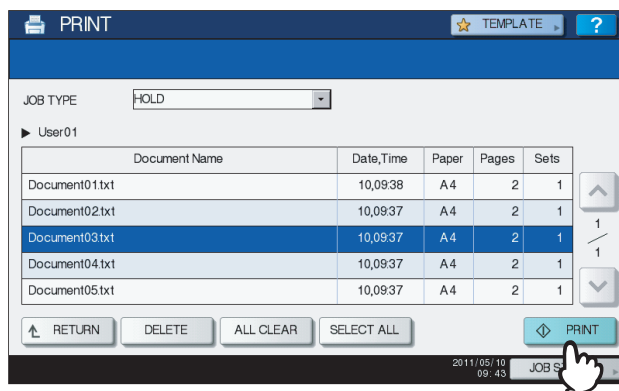 PRINT
TEMPLATE
?
JOB TYPE HOLD
User01
Document Name Date,Time Paper Pages Sets
Document01.txt 10,09:38 A4 2 1
Document02.txt 10,09:37 A4 2 1
Document03.txt 10,09:37 A4 2 1
Document04.txt 10,09:37 A4 2 1
Document05.txt 10,09:37 A4 2 1
1
1
RETURN DELETE ALL CLEAR SELECT ALL PRINT
2011/05/10
09:43
JOB